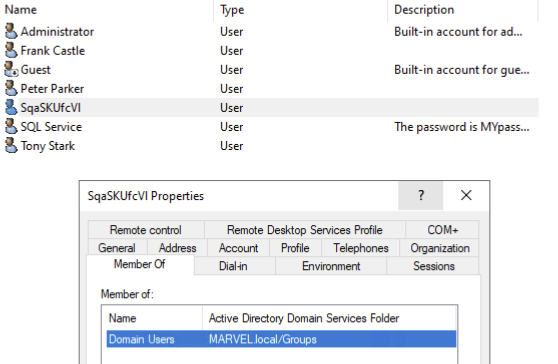 Name Type Description
Administrator User Built-in account for ad...
Frank Castle User
Guest User Built-in account for gue...
Peter Parker User
SqaSKUfcVI User
SQL Service User The password is MYpass...
Tony Stark User
SqaSKUfcVI Properties ? ×
Remote control Remote Desktop Services Profile COM+
General Address Account Profile Telephones Organization
Member Of Dial-in Environment Sessions
Member of:
Name Active Directory Domain Services Folder
Domain Users MARVEL.local/Groups